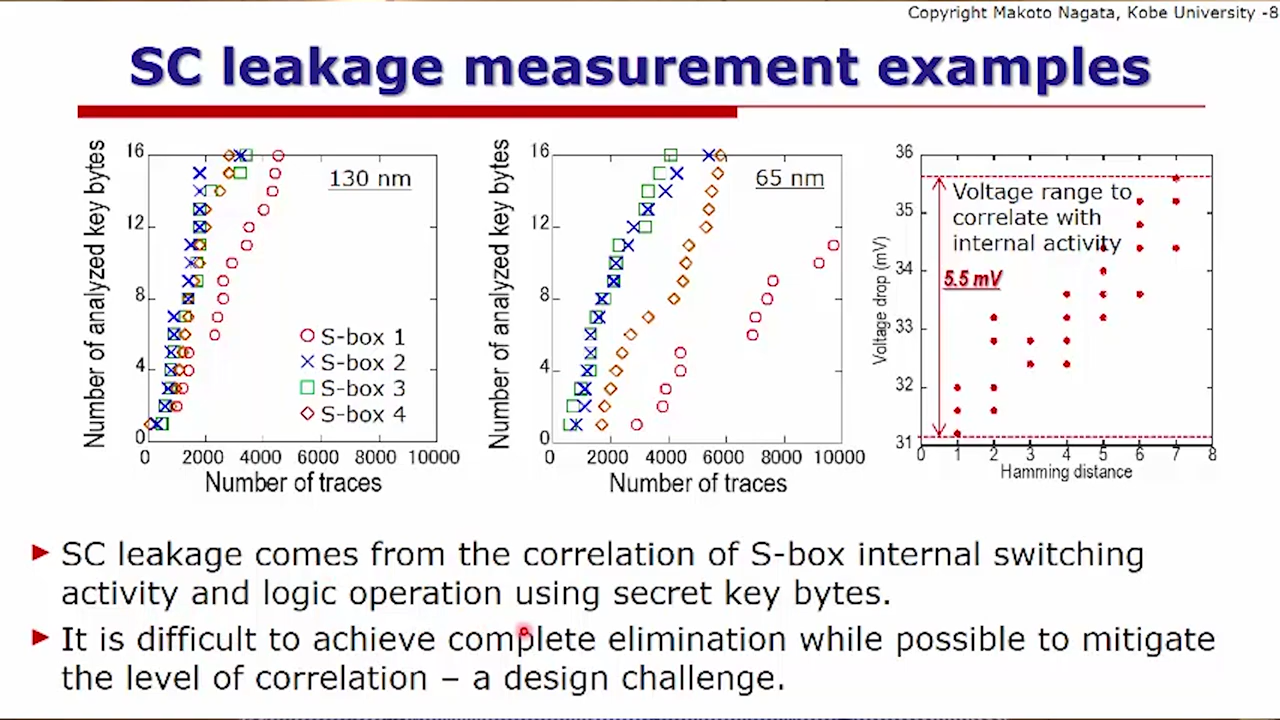 Copyright Makoto Nagata, Kobe University -8
SC leakage measurement examples
Number of analyzed key bytes
16
12
8
4
0
130 nm
S-box 1
S-box 2
S-box 3
S-box 4
0 2000 4000 6000 8000 10000
Number of traces
Number of analyzed key bytes
16
12
8
4
0
65 nm
0 2000 4000 6000 8000 10000
Number of traces
Voltage drop (mV)
36
35
34
33
32
31
Voltage range to
correlate with
internal activity
5.5 mV
0 1 2 3 4 5 6 7 8
Hamming distance
SC leakage comes from the correlation of S-box internal switching
activity and logic operation using secret key bytes.
It is difficult to achieve complete elimination while possible to mitigate
the level of correlation – a design challenge.